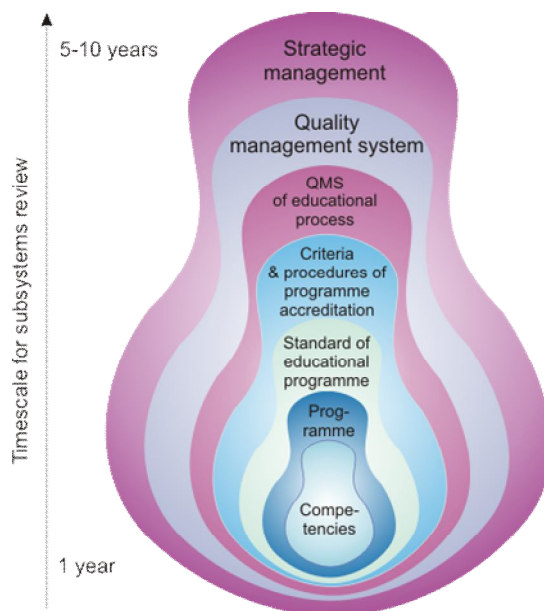 5-10 years
Strategic
management
Quality
management system
QMS
of educational
process
Criteria
& procedures of
programme
accreditation
Standard of
educational
programme
Prog-
ramme
Compe-
tencies
Timescale for subsystems review
1 year